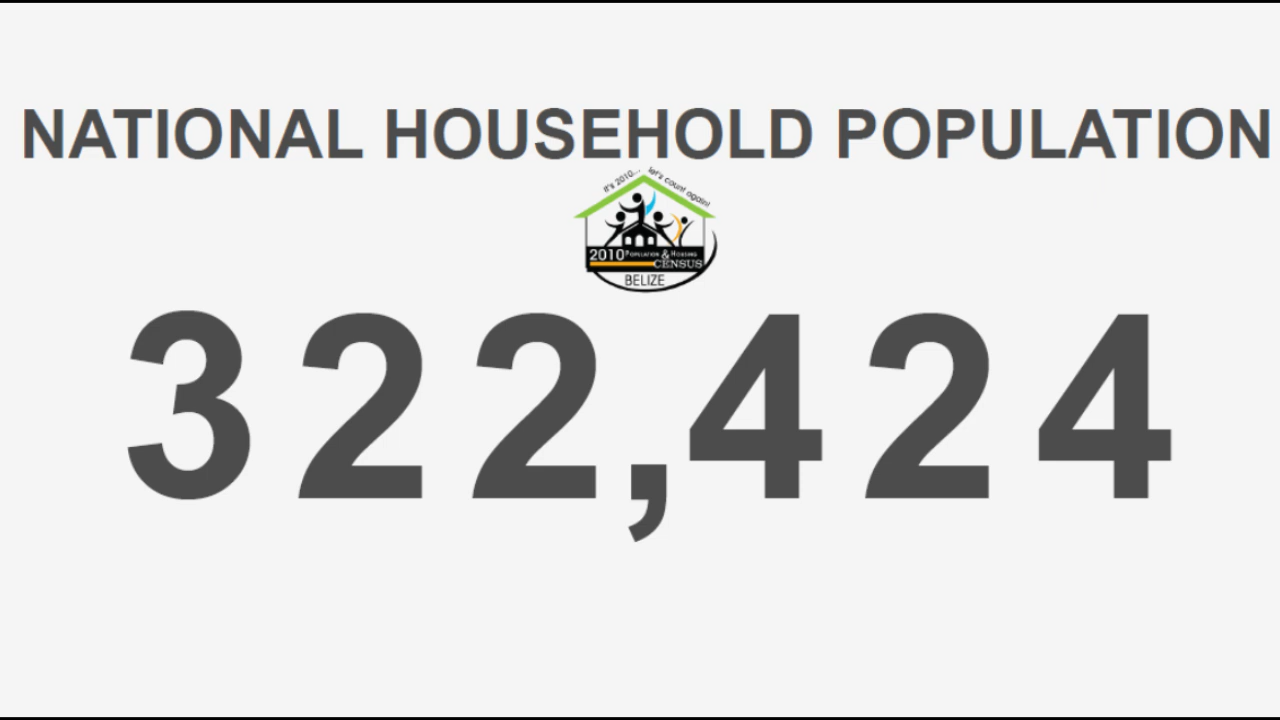 NATIONAL HOUSEHOLD POPULATION
It's 2010... let's count again!
2010 POPULATION & HOUSING
CENSUS
BELIZE
322,424